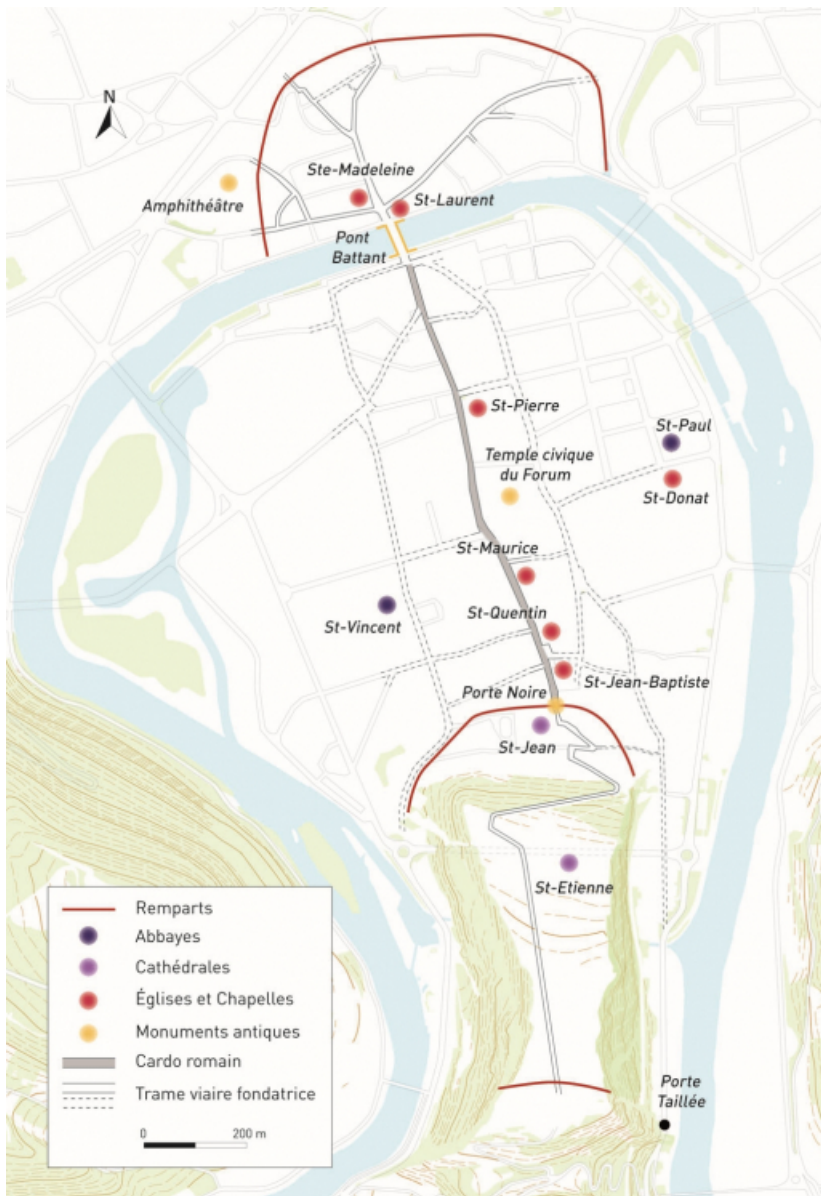 N
Ste-Madeleine
Amphithéâtre
St-Laurent
Pont
Battant
St-Pierre
St-Paul
Temple civique
du Forum
St-Donat
St-Maurice
St-Vincent
St-Quentin
St-Jean-Baptiste
Porte Noire
St-Jean
St-Etienne
Remparts
Abbayes
Cathédrales
Églises et Chapelles
Monuments antiques
Cardo romain
Trame viaire fondatrice
0 200 m
Porte
Taillée